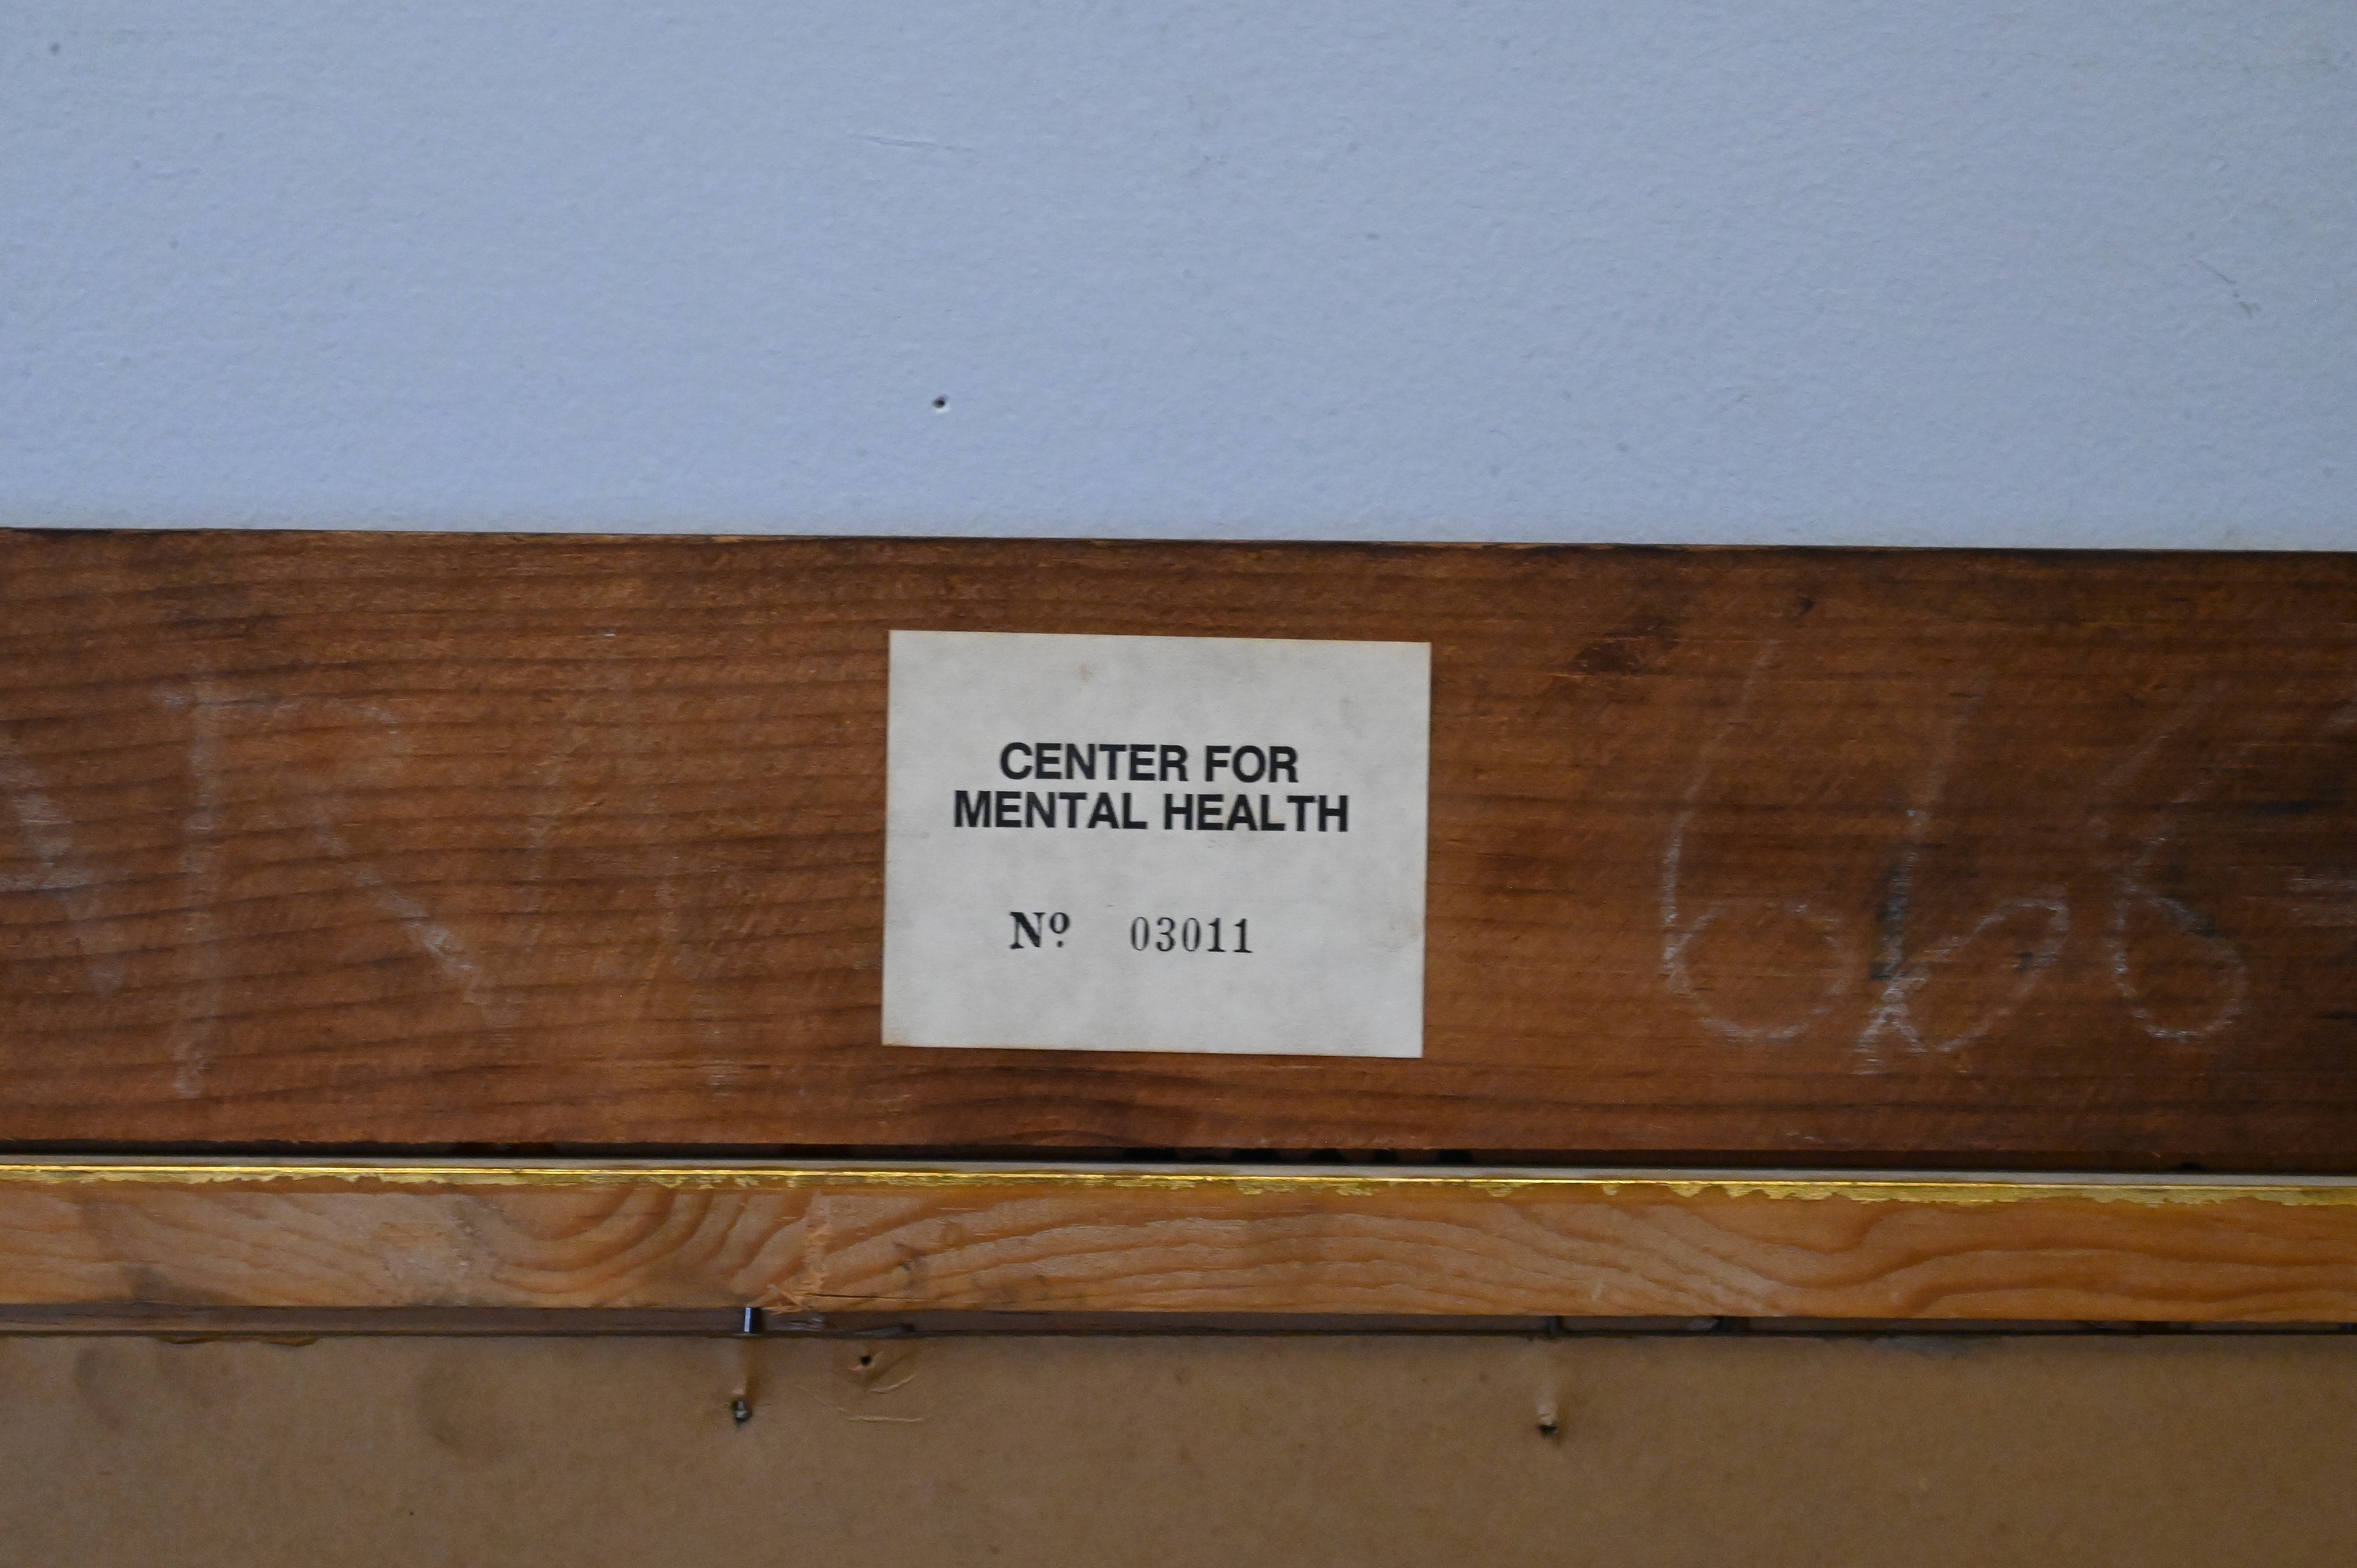 CENTER FOR
MENTAL HEALTH
Nº 03011